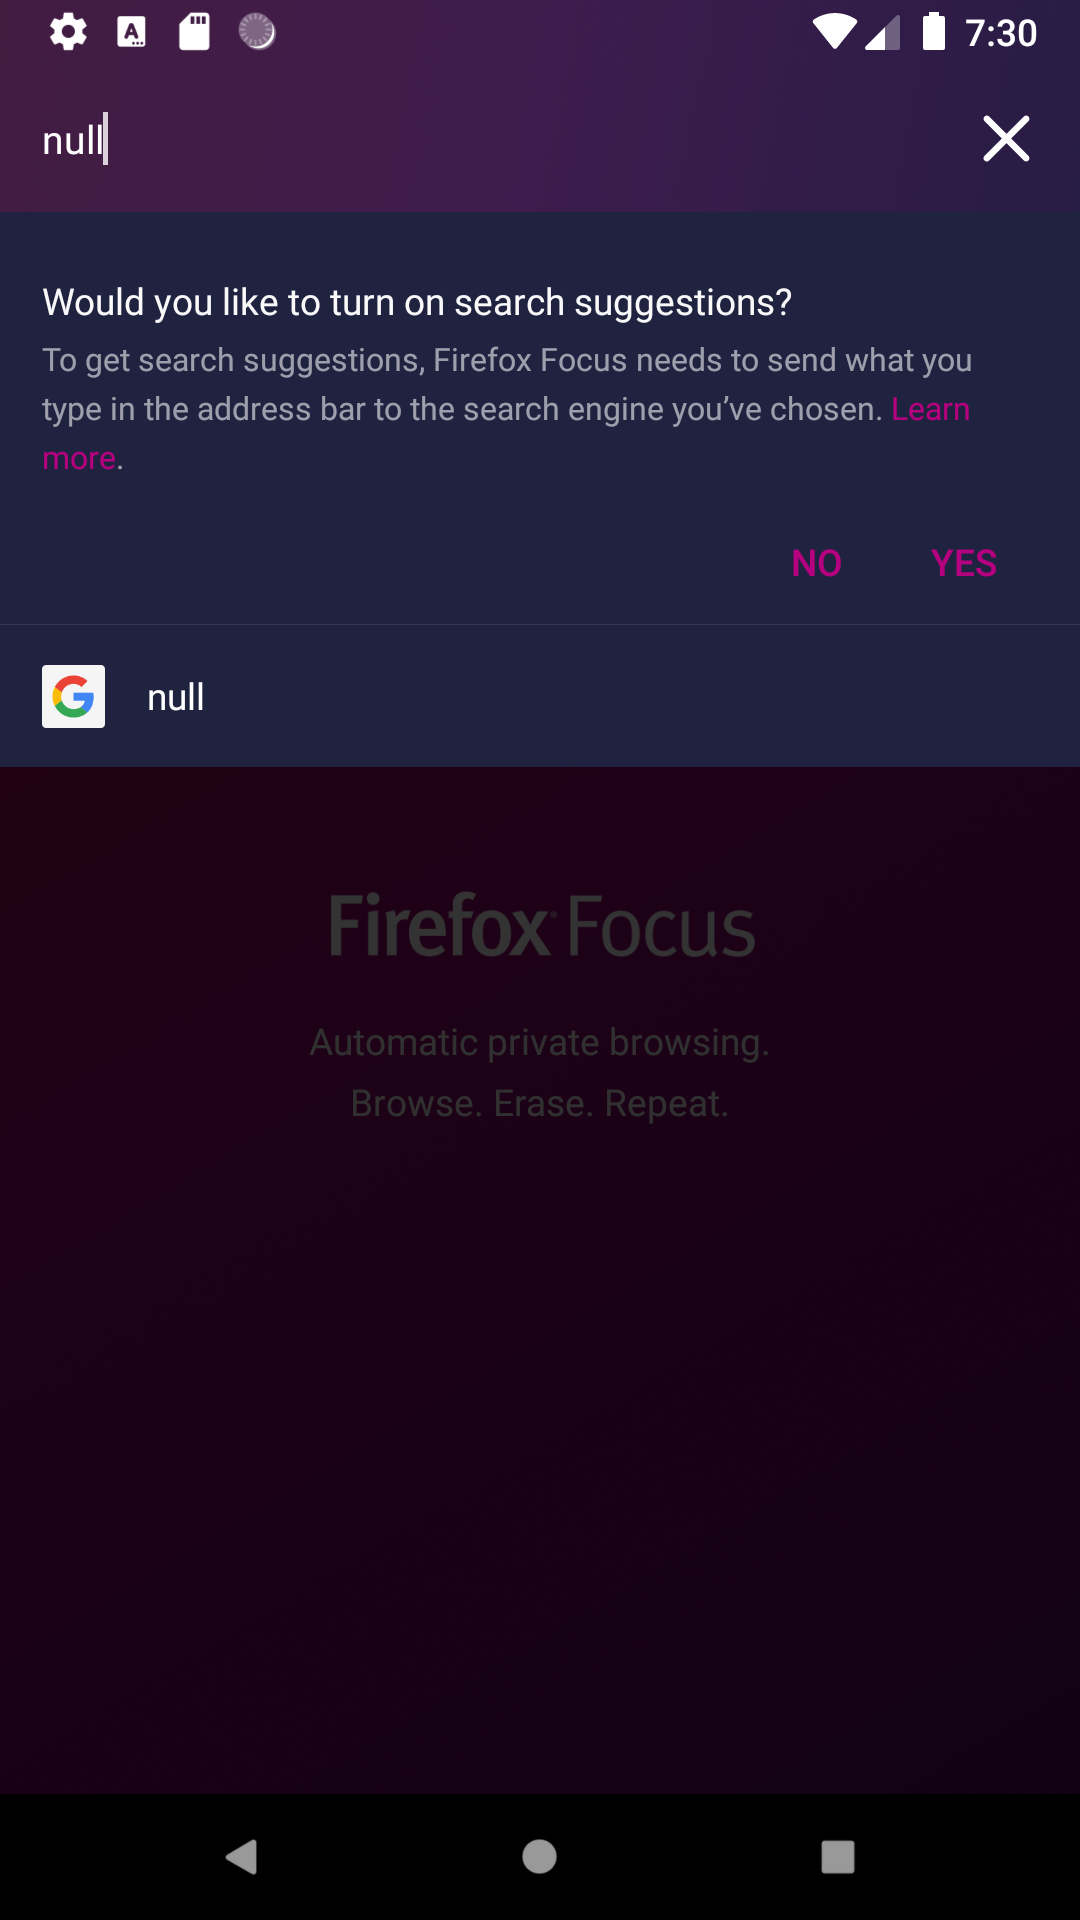 7:30
null
Would you like to turn on search suggestions?
To get search suggestions, Firefox Focus needs to send what you
type in the address bar to the search engine you’ve chosen. Learn
more.
NO YES
null
Firefox Focus
Automatic private browsing.
Browse. Erase. Repeat.